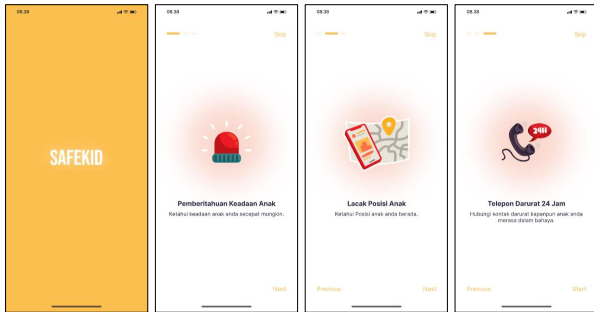 08.38
SAFEKID
08.38
Skip
Pemberitahuan Keadaan Anak
Ketahui keadaan anak anda secepat mungkin.
Next
08.38
Skip
Lacak Posisi Anak
Ketahui Posisi anak anda berada.
Previous
Next
08.38
Skip
24H
Telepon Darurat 24 Jam
Hubungi kontak darurat kapanpun anak anda
merasa dalam bahaya
Previous
Start